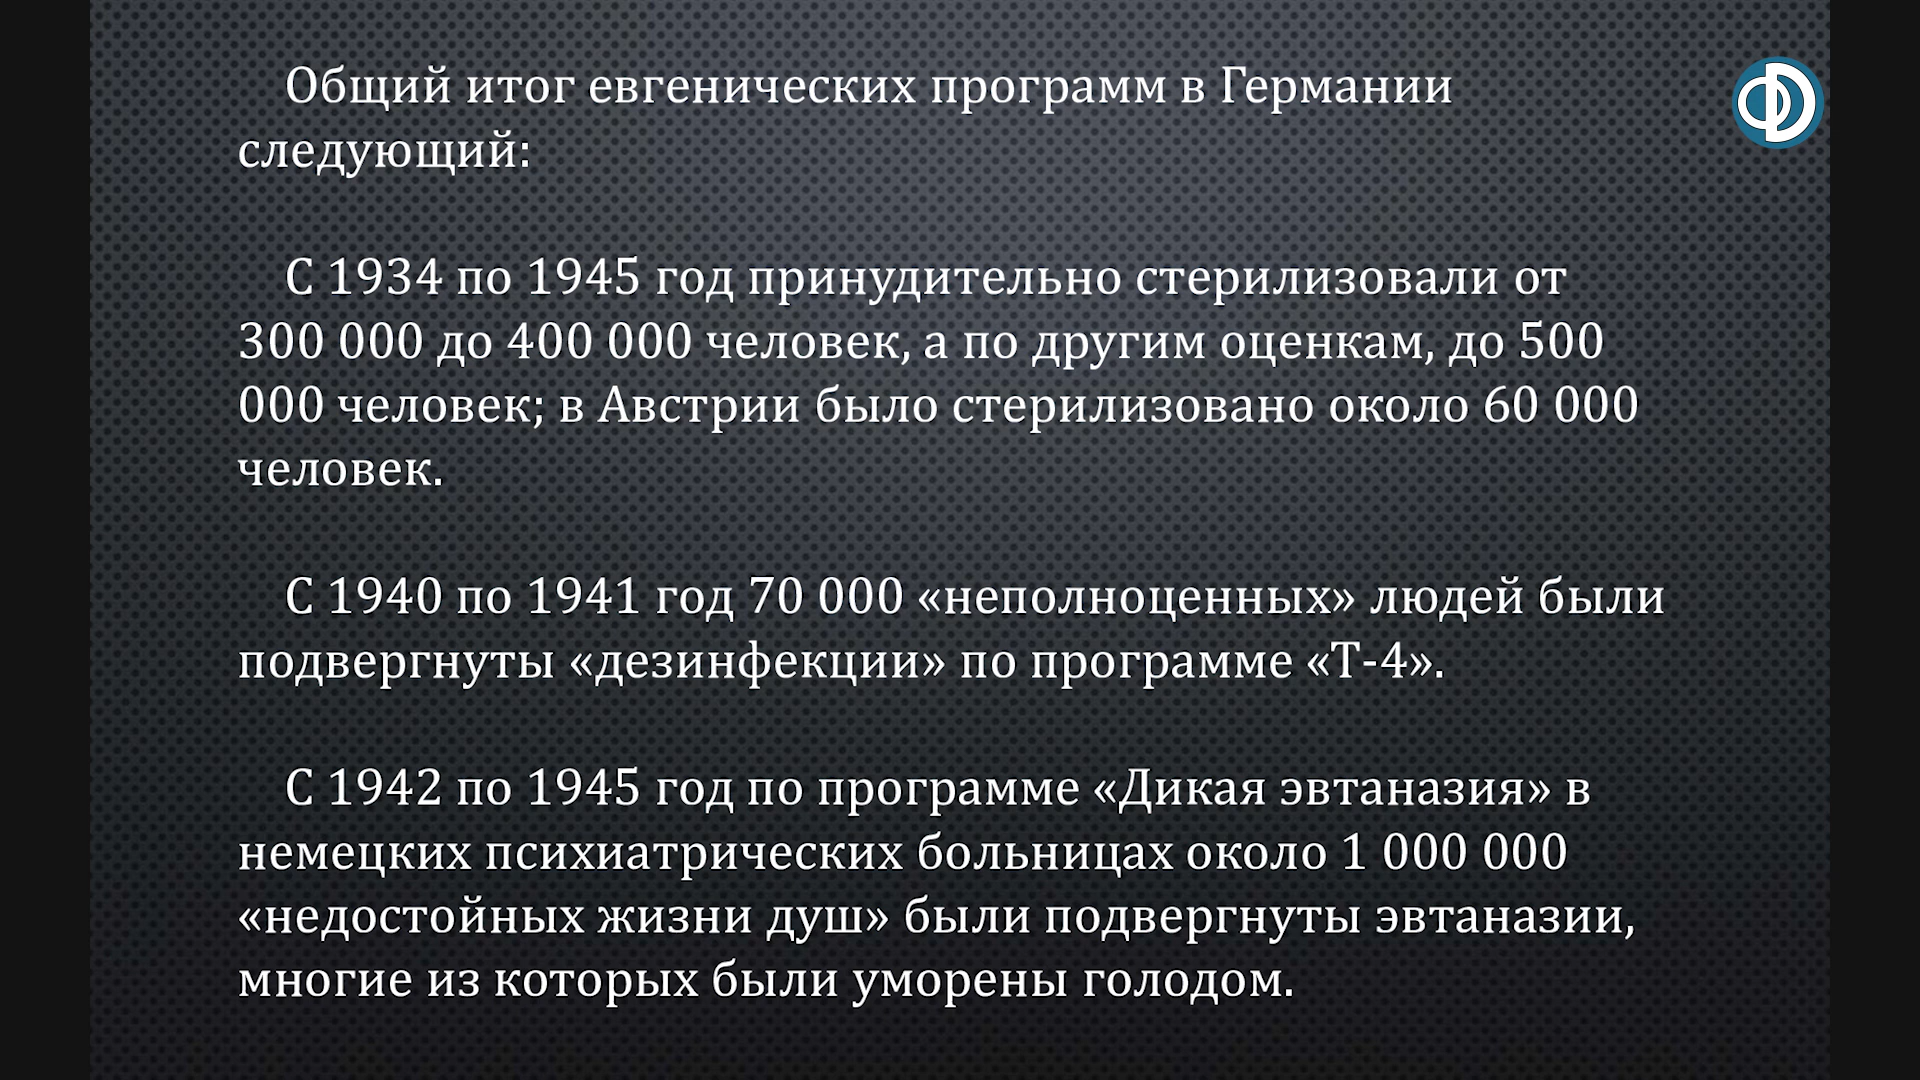 Общий итог евгенических программ в Германии
следующий:
С 1934 по 1945 год принудительно стерилизовали от
300 000 до 400 000 человек, а по другим оценкам, до 500
000 человек; в Австрии было стерилизовано около 60 000
человек.
С 1940 по 1941 год 70 000 «неполноценных» людей были
подвергнуты «дезинфекции» по программе «Т-4».
С 1942 по 1945 год по программе «Дикая эвтаназия» в
немецких психиатрических больницах около 1 000 000
«недостойных жизни душ» были подвергнуты эвтаназии,
многие из которых были уморены голодом.